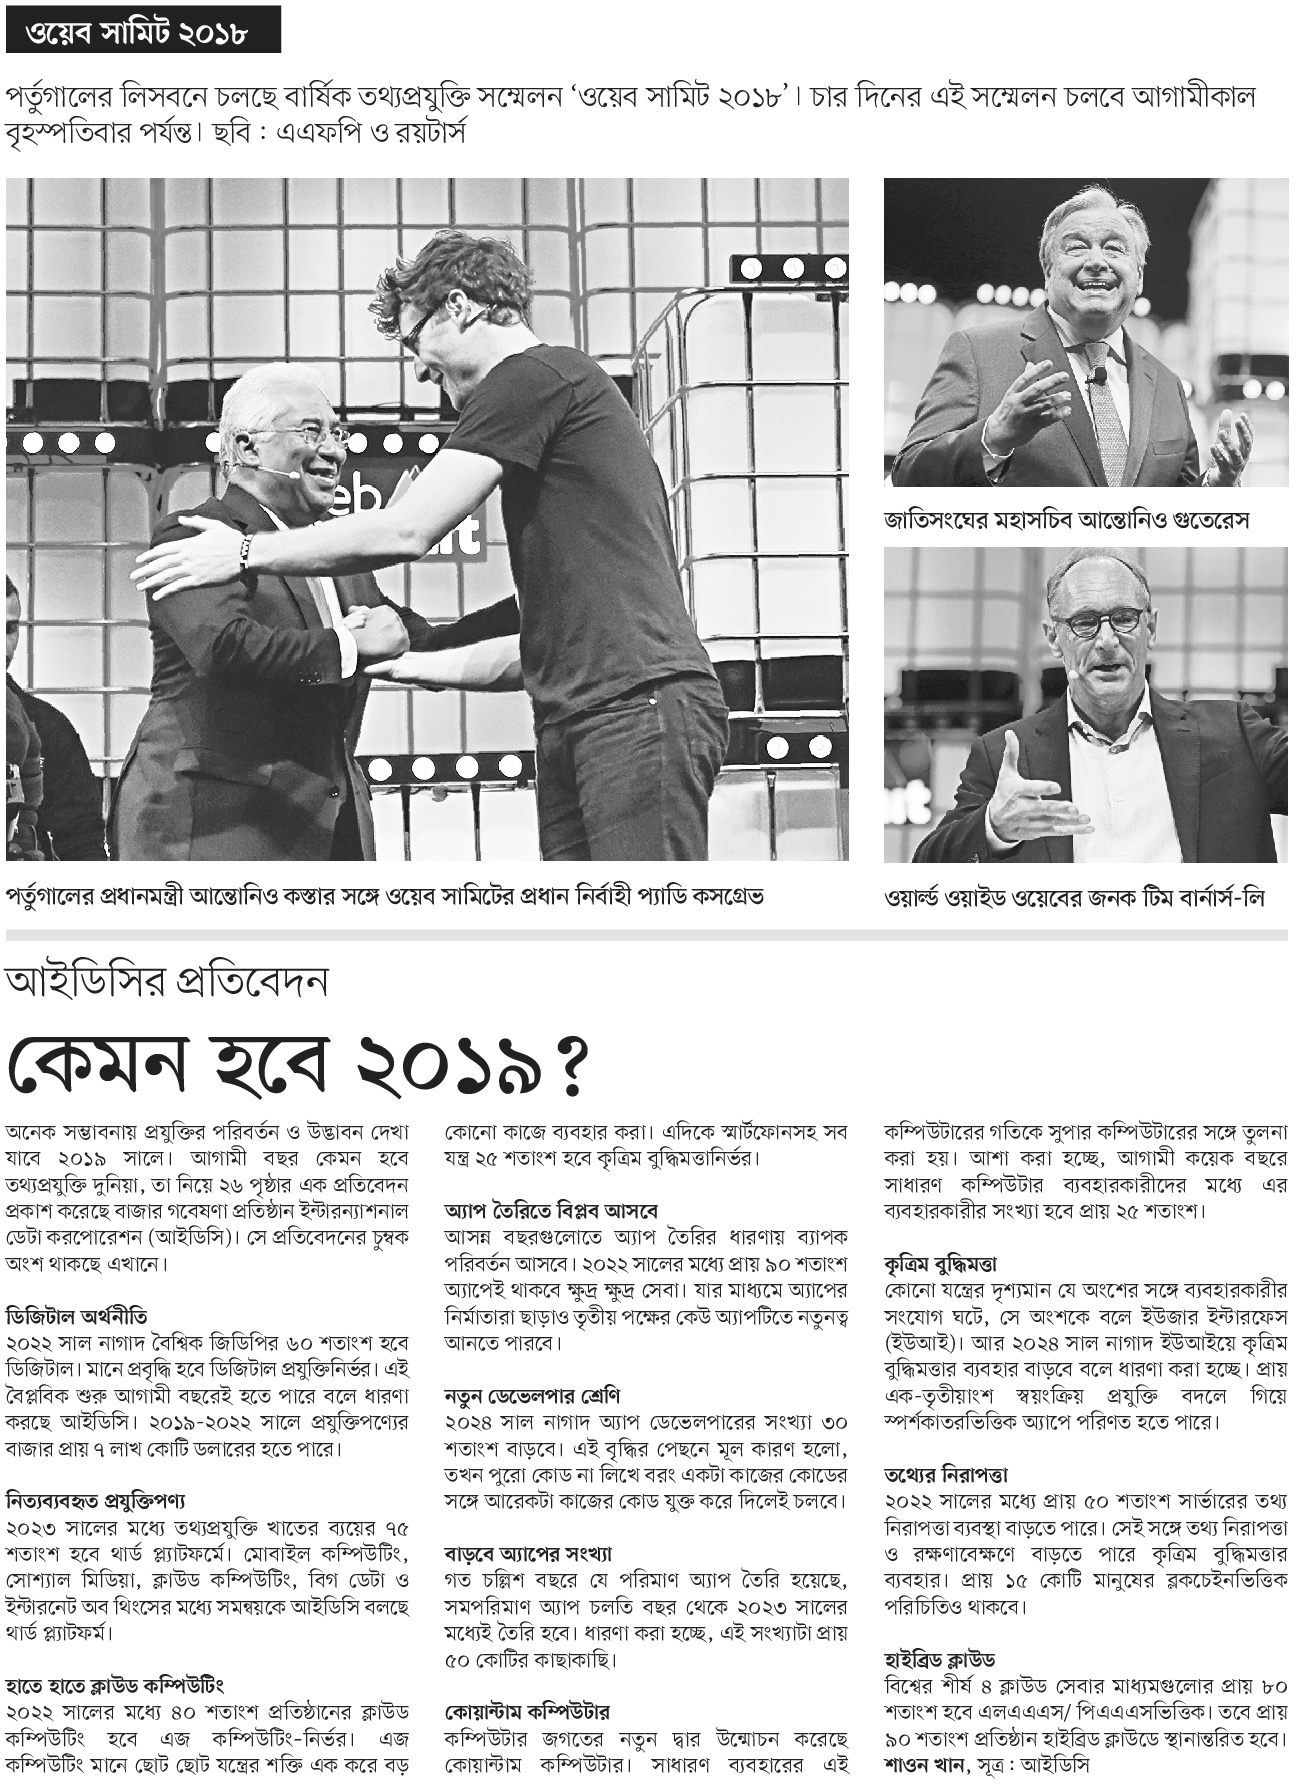 ওয়েব সামিট ২০১৮
পর্তুগালের লিসবনে চলছে বার্ষিক তথ্যপ্রযুক্তি সম্মেলন ‘ওয়েব সামিট ২০১৮’। চার দিনের এই সম্মেলন চলবে আগামীকাল
বৃহস্পতিবার পর্যন্ত। ছবি : এএফপি ও রয়টার্স
জাতিসংঘের মহাসচিব আন্তোনিও গুতেরেস
পর্তুগালের প্রধানমন্ত্রী আন্তোনিও কস্তার সঙ্গে ওয়েব সামিটের প্রধান নির্বাহী প্যাডি কসগ্রেভ
ওয়ার্ল্ড ওয়াইড ওয়েবের জনক টিম বার্নার্স-লি
আইডিসির প্রতিবেদন
কেমন হবে ২০১৯?
অনেক সম্ভাবনায় প্রযুক্তির পরিবর্তন ও উদ্ভাবন দেখা
যাবে ২০১৯ সালে। আগামী বছর কেমন হবে
তথ্যপ্রযুক্তি দুনিয়া, তা নিয়ে ২৬ পৃষ্ঠার এক প্রতিবেদন
প্রকাশ করেছে বাজার গবেষণা প্রতিষ্ঠান ইন্টারন্যাশনাল
ডেটা করপোরেশন (আইডিসি)। সে প্রতিবেদনের চুম্বক
অংশ থাকছে এখানে।
ডিজিটাল অর্থনীতি
২০২২ সাল নাগাদ বৈশ্বিক জিডিপির ৬০ শতাংশ হবে
ডিজিটাল। মানে প্রবৃদ্ধি হবে ডিজিটাল প্রযুক্তিনির্ভর। এই
বৈপ্লবিক শুরু আগামী বছরেই হতে পারে বলে ধারণা
করছে আইডিসি। ২০১৯-২০২২ সালে প্রযুক্তিপণ্যের
বাজার প্রায় ৭ লাখ কোটি ডলারের হতে পারে।
নিত্যব্যবহৃত প্রযুক্তিপণ্য
২০২৩ সালের মধ্যে তথ্যপ্রযুক্তি খাতের ব্যয়ের ৭৫
শতাংশ হবে থার্ড প্ল্যাটফর্মে। মোবাইল কম্পিউটিং,
সোশ্যাল মিডিয়া, ক্লাউড কম্পিউটিং, বিগ ডেটা ও
ইন্টারনেট অব থিংসের মধ্যে সমন্বয়কে আইডিসি বলছে
থার্ড প্ল্যাটফর্ম।
হাতে হাতে ক্লাউড কম্পিউটিং
২০২২ সালের মধ্যে ৪০ শতাংশ প্রতিষ্ঠানের ক্লাউড
কম্পিউটিং হবে এজ কম্পিউটিং-নির্ভর। এজ
কম্পিউটিং মানে ছোট ছোট যন্ত্রের শক্তি এক করে বড়
কোনো কাজে ব্যবহার করা। এদিকে স্মার্টফোনসহ সব
যন্ত্র ২৫ শতাংশ হবে কৃত্রিম বুদ্ধিমত্তানির্ভর।
অ্যাপ তৈরিতে বিপ্লব আসবে
আসন্ন বছরগুলোতে অ্যাপ তৈরির ধারণায় ব্যাপক
পরিবর্তন আসবে। ২০২২ সালের মধ্যে প্রায় ৯০ শতাংশ
অ্যাপেই থাকবে ক্ষুদ্র ক্ষুদ্র সেবা। যার মাধ্যমে অ্যাপের
নির্মাতারা ছাড়াও তৃতীয় পক্ষের কেউ অ্যাপটিতে নতুনত্ব
আনতে পারবে।
নতুন ডেভেলপার শ্রেণি
২০২৪ সাল নাগাদ অ্যাপ ডেভেলপারের সংখ্যা ৩০
শতাংশ বাড়বে। এই বৃদ্ধির পেছনে মূল কারণ হলো,
তখন পুরো কোড না লিখে বরং একটা কাজের কোডের
সঙ্গে আরেকটা কাজের কোড যুক্ত করে দিলেই চলবে।
বাড়বে অ্যাপের সংখ্যা
গত চল্লিশ বছরে যে পরিমাণ অ্যাপ তৈরি হয়েছে,
সমপরিমাণ অ্যাপ চলতি বছর থেকে ২০২৩ সালের
মধ্যেই তৈরি হবে। ধারণা করা হচ্ছে, এই সংখ্যাটা প্রায়
৫০ কোটির কাছাকাছি।
কোয়ান্টাম কম্পিউটার
কম্পিউটার জগতের নতুন দ্বার উন্মোচন করেছে
কোয়ান্টাম কম্পিউটার। সাধারণ ব্যবহারের এই
কম্পিউটারের গতিকে সুপার কম্পিউটারের সঙ্গে তুলনা
করা হয়। আশা করা হচ্ছে, আগামী কয়েক বছরে
সাধারণ কম্পিউটার ব্যবহারকারীদের মধ্যে এর
ব্যবহারকারীর সংখ্যা হবে প্রায় ২৫ শতাংশ।
কৃত্রিম বুদ্ধিমত্তা
কোনো যন্ত্রের দৃশ্যমান যে অংশের সঙ্গে ব্যবহারকারীর
সংযোগ ঘটে, সে অংশকে বলে ইউজার ইন্টারফেস
(ইউআই)। আর ২০২৪ সাল নাগাদ ইউআইয়ে কৃত্রিম
বুদ্ধিমত্তার ব্যবহার বাড়বে বলে ধারণা করা হচ্ছে। প্রায়
এক-তৃতীয়াংশ স্বয়ংক্রিয় প্রযুক্তি বদলে গিয়ে
স্পর্শকাতরভিত্তিক অ্যাপে পরিণত হতে পারে।
তথ্যের নিরাপত্তা
২০২২ সালের মধ্যে প্রায় ৫০ শতাংশ সার্ভারের তথ্য
নিরাপত্তা ব্যবস্থা বাড়তে পারে। সেই সঙ্গে তথ্য নিরাপত্তা
ও রক্ষণাবেক্ষণে বাড়তে পারে কৃত্রিম বুদ্ধিমত্তার
ব্যবহার। প্রায় ১৫ কোটি মানুষের ব্লকচেইনভিত্তিক
পরিচিতিও থাকবে।
হাইব্রিড ক্লাউড
বিশ্বের শীর্ষ ৪ ক্লাউড সেবার মাধ্যমগুলোর প্রায় ৮০
শতাংশ হবে এলএএএস/ পিএএএসভিত্তিক। তবে প্রায়
৯০ শতাংশ প্রতিষ্ঠান হাইব্রিড ক্লাউডে স্থানান্তরিত হবে।
শাওন খান, সূত্র : আইডিসি